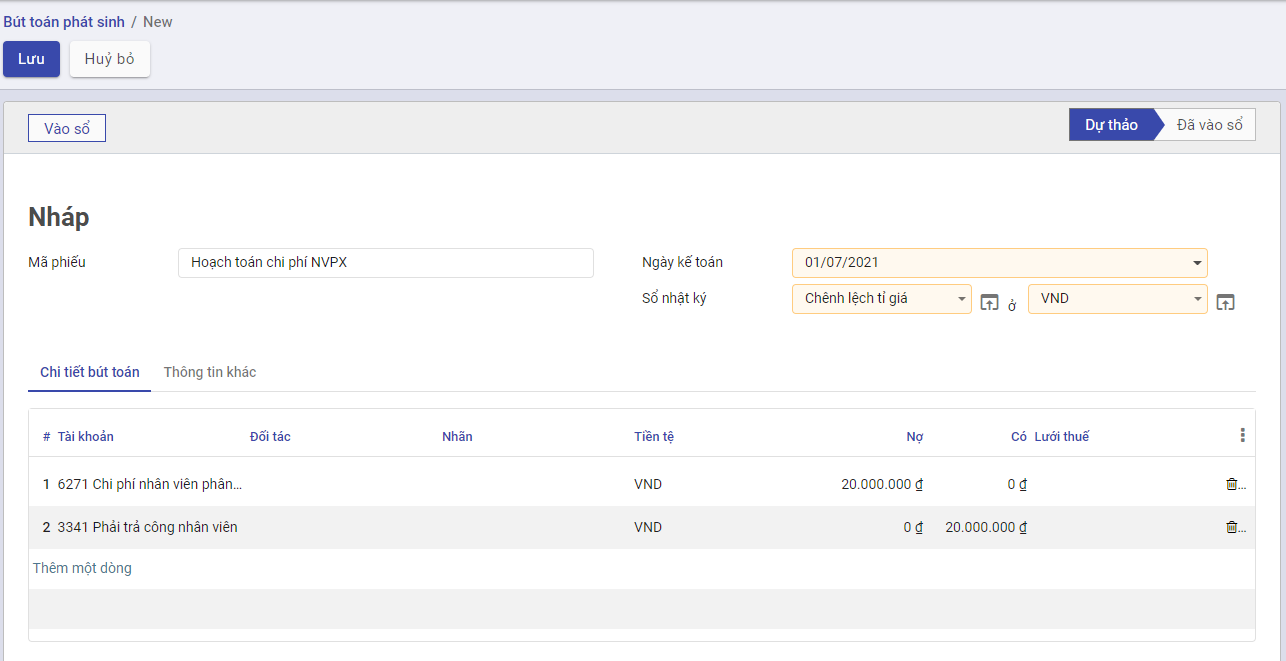 Bút toán phát sinh / New
Lưu Huỷ bỏ
Vào sổ Dự thảo Đã vào sổ
Nháp
Mã phiếu Hoạch toán chi phí NVPX Ngày kế toán 01/07/2021
Sổ nhật ký Chênh lệch tỉ giá ở VND
Chi tiết bút toán Thông tin khác
# Tài khoản Đối tác Nhãn Tiền tệ Nợ Có Lưới thuế
1 6271 Chi phí nhân viên phân... VND 20.000.000 ₫ 0 ₫ ...
2 3341 Phải trả công nhân viên VND 0 ₫ 20.000.000 ₫ ...
Thêm một dòng